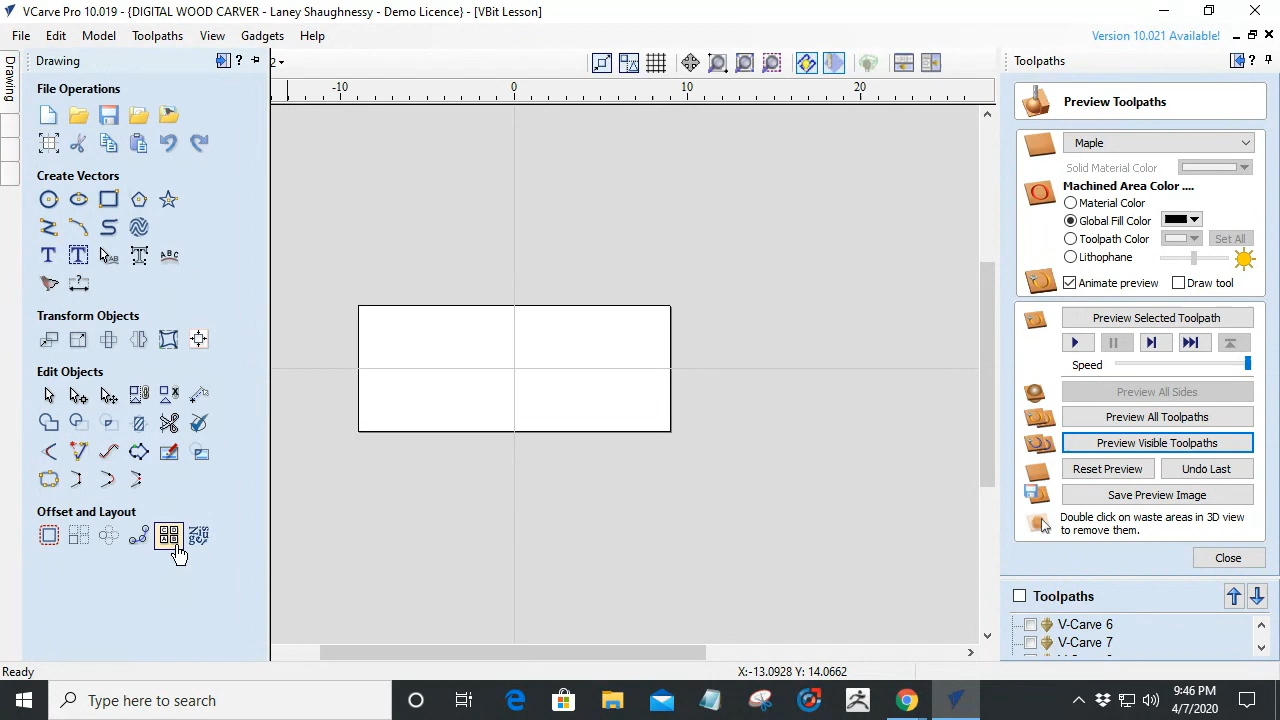 VCarve Pro 10.019 - {DIGITAL WOOD CARVER - Laney Shaughnessy - Demo Licence} - [VBit Lesson]
File Edit Model Toolpaths View Gadgets Help
Version 10.021 Available!
Drawing
Drawing
2
Toolpaths
-10 0 10 20
File Operations
Create Vectors
Transform Objects
Edit Objects
Offset and Layout
Preview Toolpaths
Maple
Solid Material Color
Machined Area Color ....
Material Color
Global Fill Color
Toolpath Color
Set All
Lithophane
Animate preview
Draw tool
Preview Selected Toolpath
Speed
Preview All Sides
Preview All Toolpaths
Preview Visible Toolpaths
Reset Preview
Undo Last
Save Preview Image
Double click on waste areas in 3D view
to remove them.
Close
Toolpaths
V-Carve 6
V-Carve 7
Ready
X:-13.0928 Y: 14.0662
Type here to search
9:46 PM
4/7/2020